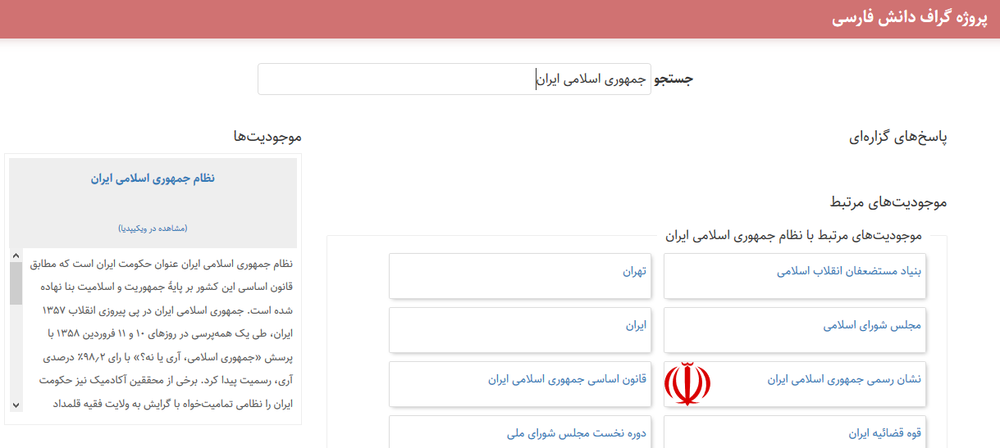 پروژه گراف دانش فارسی
جستجو
جمهوری اسلامی ایران
پاسخ‌های گزاره‌ای
موجودیت‌های مرتبط
موجودیت‌های مرتبط با نظام جمهوری اسلامی ایران
بنیاد مستضعفان انقلاب اسلامی
تهران
مجلس شورای اسلامی
ایران
نشان رسمی جمهوری اسلامی ایران
قانون اساسی جمهوری اسلامی ایران
قوه قضائیه ایران
دوره نخست مجلس شورای ملی
موجودیت‌ها
نظام جمهوری اسلامی ایران
(مشاهده در ویکیپدیا)
نظام جمهوری اسلامی ایران عنوان حکومت ایران است که مطابق
قانون اساسی این کشور بر پایهٔ جمهوریت و اسلامیت بنا نهاده
شده است. جمهوری اسلامی ایران در پی پیروزی انقلاب ۱۳۵۷
ایران، طی یک همه‌پرسی در روزهای ۱۰ و ۱۱ فروردین ۱۳۵۸ با
پرسش «جمهوری اسلامی، آری یا نه؟» با رای ۹۸٫۲٪ درصدی
آری، رسمیت پیدا کرد. برخی از محققین آکادمیک نیز حکومت
ایران را نظامی تمامیت‌خواه با گرایش به ولایت فقیه قلمداد